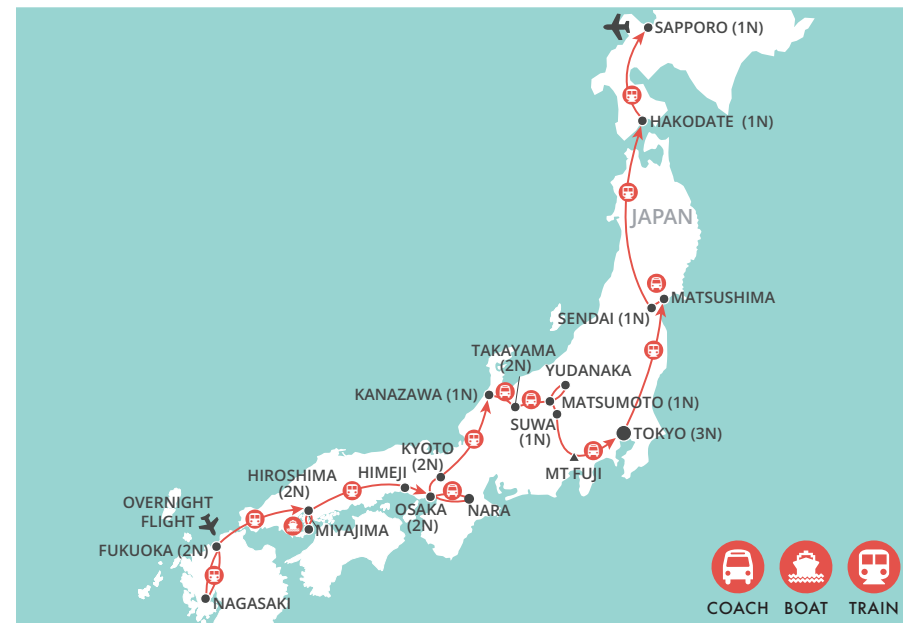 SAPPORO (1N)
HAKODATE (1N)
JAPAN
MATSUSHIMA
SENDAI (1N)
TAKAYAMA
(2N)
YUDANAKA
KANAZAWA (1N)
MATSUMOTO (1N)
SUWA
(1N)
TOKYO (3N)
KYOTO
(2N)
MT FUJI
HIROSHIMA
(2N)
HIMEJI
OVERNIGHT
FLIGHT
OSAKA
(2N)
NARA
MIYAJIMA
FUKUOKA (2N)
NAGASAKI
COACH BOAT TRAIN